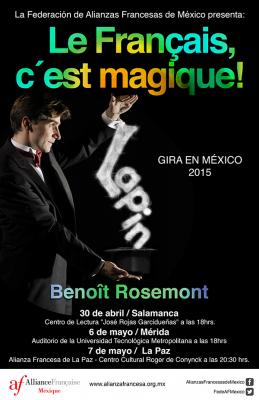 La Federación de Alianzas Francesas de México presenta:
Le Français,
c´est magique!
GIRA EN MÉXICO
2015
Lapin
Benoît Rosemont
30 de abril / Salamanca
Centro de Lectura "José Rojas Garcidueñas" a las 18hrs.
6 de mayo / Mérida
Auditorio de la Universidad Tecnológica Metropolitana a las 18hrs
7 de mayo / La Paz
Alianza Francesa de La Paz - Centro Cultural Roger de Conynck a las 20:30 hrs.
af AllianceFrançaise
Mexique
www.alianzafrancesa.org.mx
AlianzasFrancesasdeMexico
FedeAFMexico